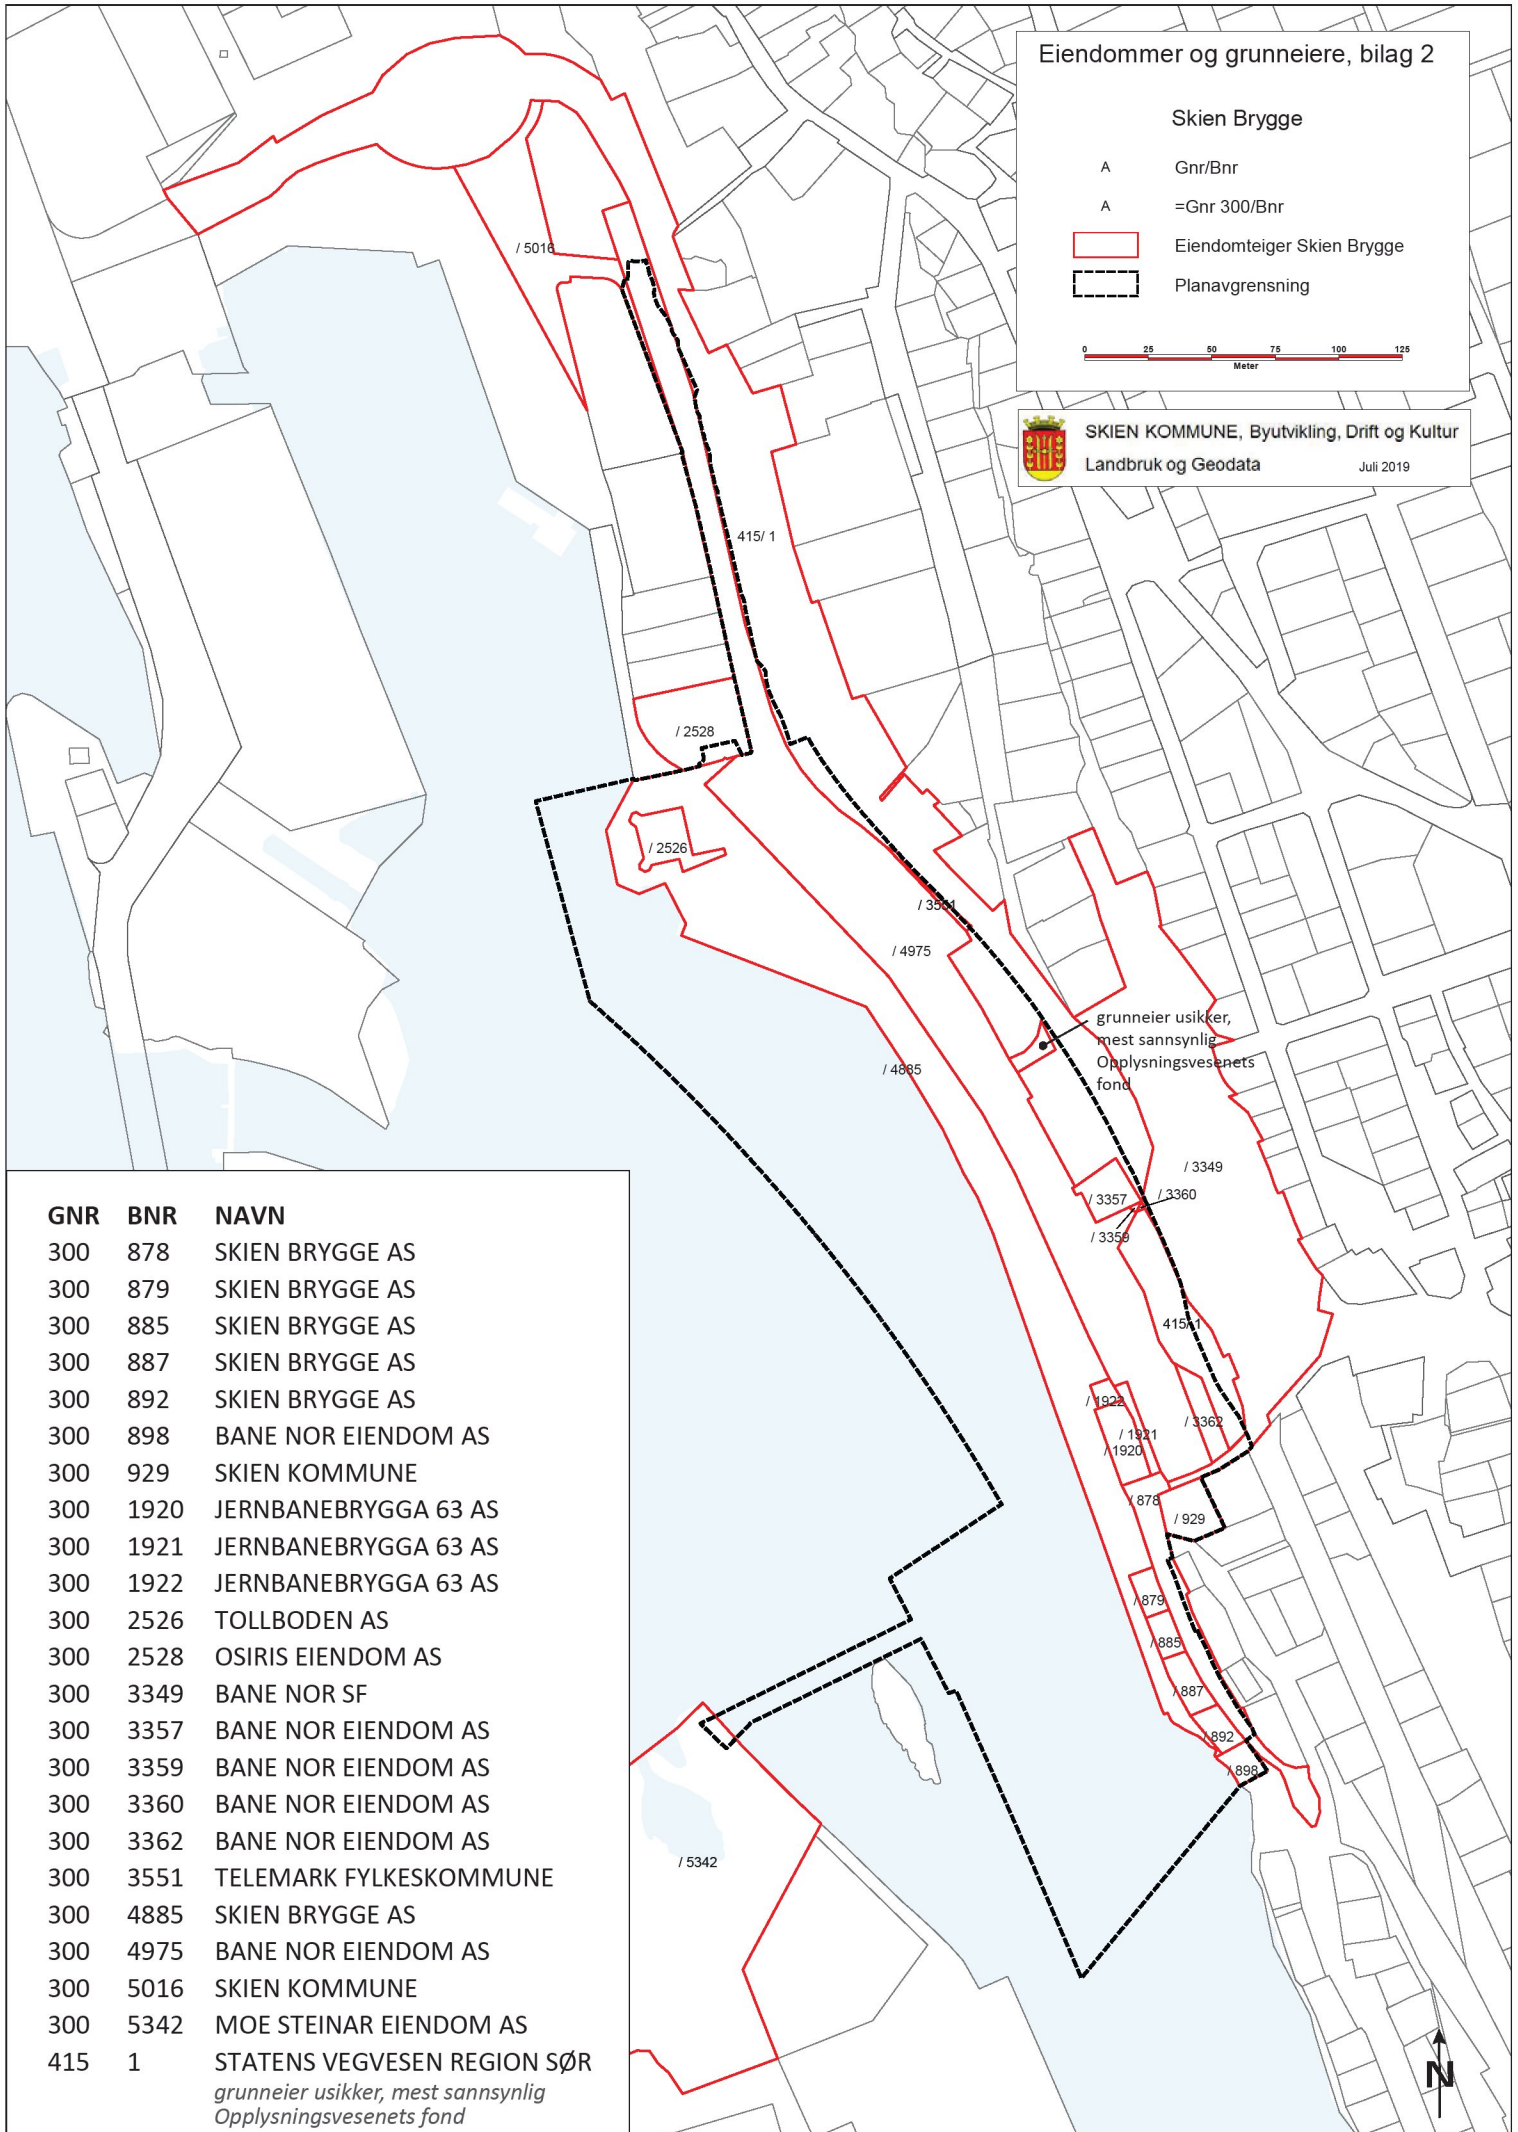 Eiendommer og grunneiere, bilag 2
Skien Brygge
A Gnr/Bnr
A =Gnr 300/Bnr
Eiendomteiger Skien Brygge
Planavgrensning
0 25 50 75 100 125
Meter
SKIEN KOMMUNE, Byutvikling, Drift og Kultur
Landbruk og Geodata Juli 2019
/ 5016
415/ 1
/ 2528
/ 2526
/ 3551
/ 4975
grunneier usikker,
mest sannsynlig
Opplysningsvesenets
fond
/ 4885
/ 3349
/ 3357
/ 3360
/ 3359
415/ 1
/ 1922
/ 3362
/ 1921
/ 1920
/ 878
/ 929
/ 879
/ 885
/ 887
/ 892
/ 898
/ 5342
GNR BNR NAVN
300 878 SKIEN BRYGGE AS
300 879 SKIEN BRYGGE AS
300 885 SKIEN BRYGGE AS
300 887 SKIEN BRYGGE AS
300 892 SKIEN BRYGGE AS
300 898 BANE NOR EIENDOM AS
300 929 SKIEN KOMMUNE
300 1920 JERNBANEBRYGGA 63 AS
300 1921 JERNBANEBRYGGA 63 AS
300 1922 JERNBANEBRYGGA 63 AS
300 2526 TOLLBODEN AS
300 2528 OSIRIS EIENDOM AS
300 3349 BANE NOR SF
300 3357 BANE NOR EIENDOM AS
300 3359 BANE NOR EIENDOM AS
300 3360 BANE NOR EIENDOM AS
300 3362 BANE NOR EIENDOM AS
300 3551 TELEMARK FYLKESKOMMUNE
300 4885 SKIEN BRYGGE AS
300 4975 BANE NOR EIENDOM AS
300 5016 SKIEN KOMMUNE
300 5342 MOE STEINAR EIENDOM AS
415 1 STATENS VEGVESEN REGION SØR
grunneier usikker, mest sannsynlig
Opplysningsvesenets fond
N